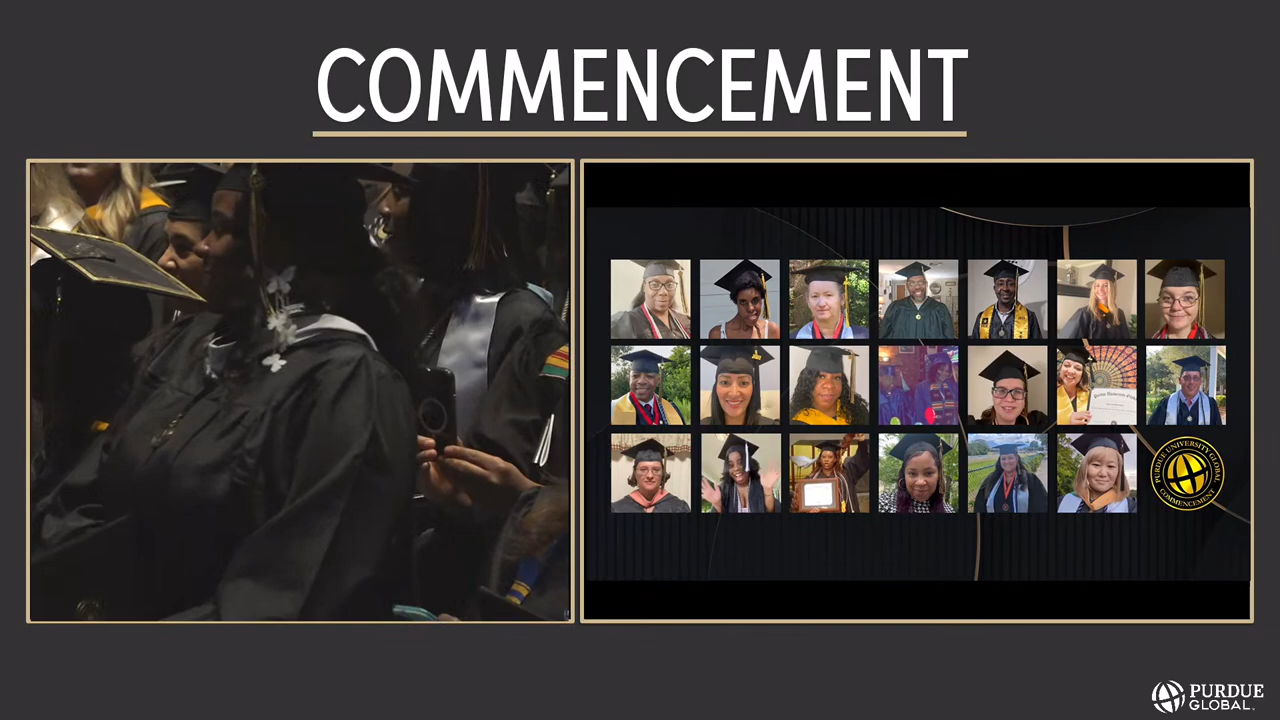 COMMENCEMENT
PURDUE UNIVERSITY GLOBAL
COMMENCEMENT
PURDUE
GLOBAL